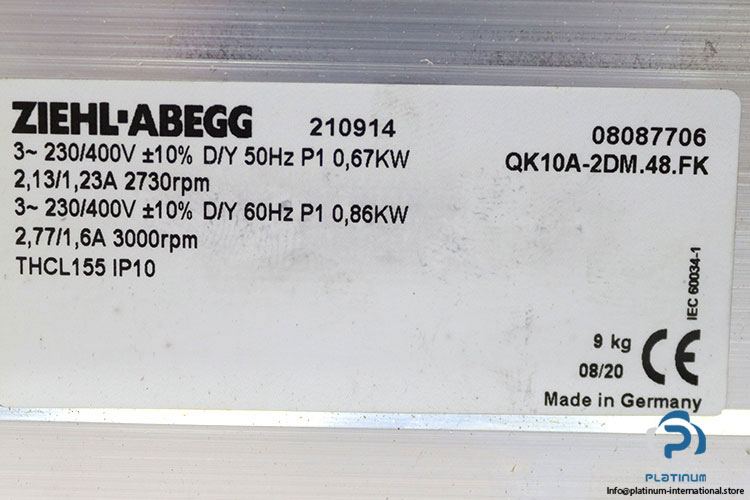 ZIEHL-ABEGG 210914 08087706
3~ 230/400V ±10% D/Y 50Hz P1 0,67KW QK10A-2DM.48.FK
2,13/1,23A 2730rpm
3~ 230/400V ±10% D/Y 60Hz P1 0,86KW
2,77/1,6A 3000rpm
THCL155 IP10
IEC 60034-1
9 kg
08/20 CE
Made in Germany
PLATINUM
Info@platinum-international.store